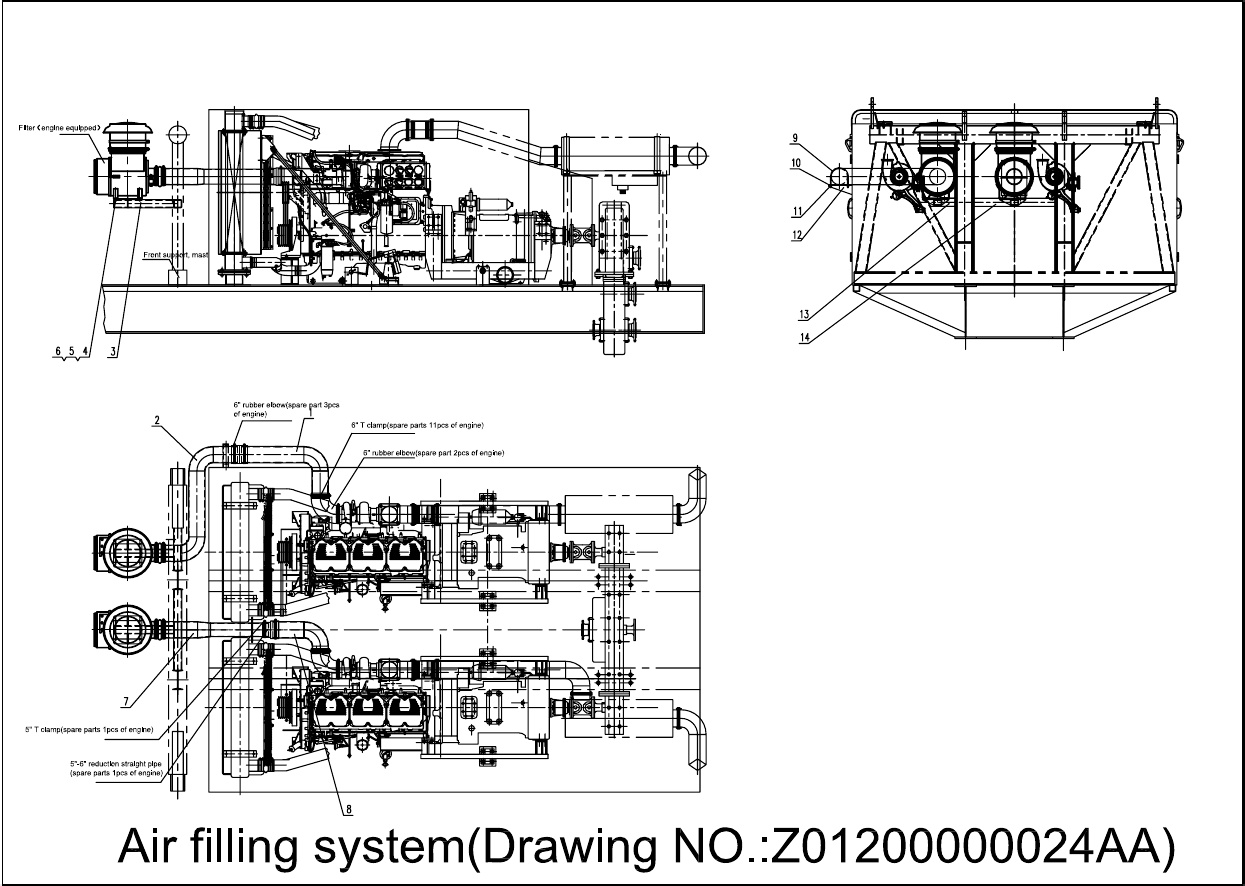 Filter (engine equipped)
Front support, mast
6 5 4 3
9
10
11
12
13
14
6" rubber elbow(spare part 3pcs
of engine)
1
2
6" T clamp(spare parts 11pcs of engine)
6" rubber elbow(spare part 2pcs of engine)
7
5" T clamp(spare parts 1pcs of engine)
5"-6" reduction straight pipe
(spare parts 1pcs of engine)
8
Air filling system(Drawing NO.:Z01200000024AA)